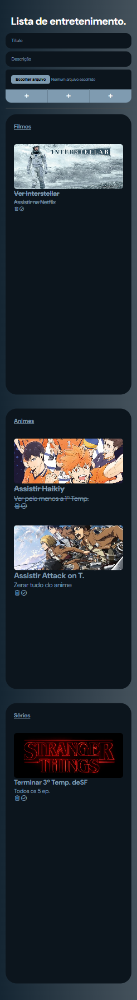 Lista de entretenimento.
Título
Descrição
Escolher arquivo Nenhum arquivo escolhido
+ + +
Filmes
INTERSTELLAR
Ver Interstellar
Assistir na Netflix
Animes
Assistir Haikiy
Ver pelo menos a 1º Temp.
Assistir Attack on T.
Zerar tudo do anime
Séries
STRANGER
THINGS
Terminar 3º Temp. deSF
Todos os 5 ep.